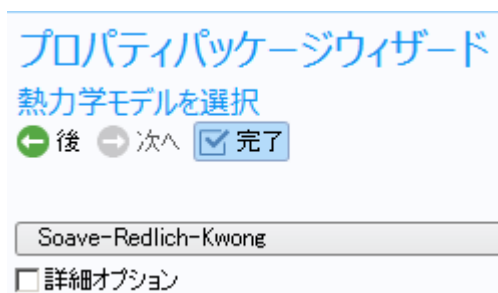 プロパティパッケージウィザード
熱力学モデルを選択
後 次へ 完了
Soave-Redlich-Kwong
詳細オプション